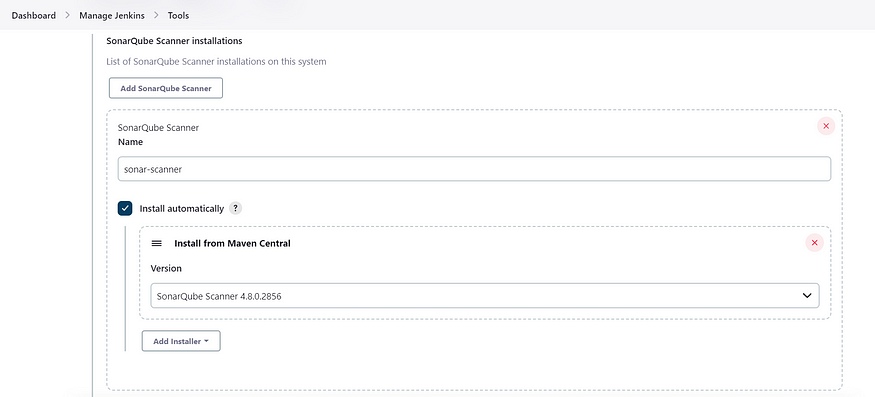 Dashboard > Manage Jenkins > Tools
SonarQube Scanner installations
List of SonarQube Scanner installations on this system
Add SonarQube Scanner
SonarQube Scanner
Name
sonar-scanner
Install automatically ?
Install from Maven Central
Version
SonarQube Scanner 4.8.0.2856
Add Installer